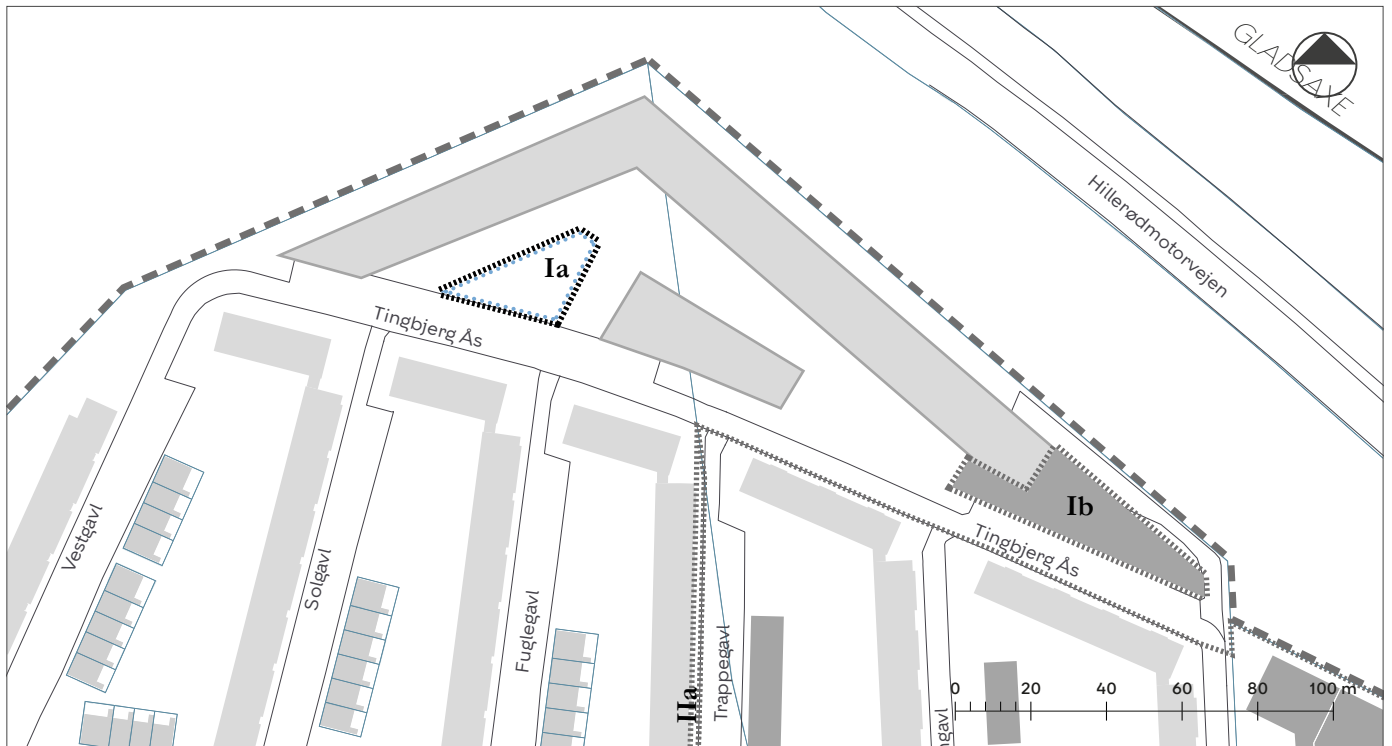 GLADSAXE
Hillerødmotorvejen
Ia
Tingbjerg Ås
Ib
Tingbjerg Ås
Vestgavl
Solgavl
Fuglegavl
Trappegavl
IIa
ngavl
0 20 40 60 80 100 m